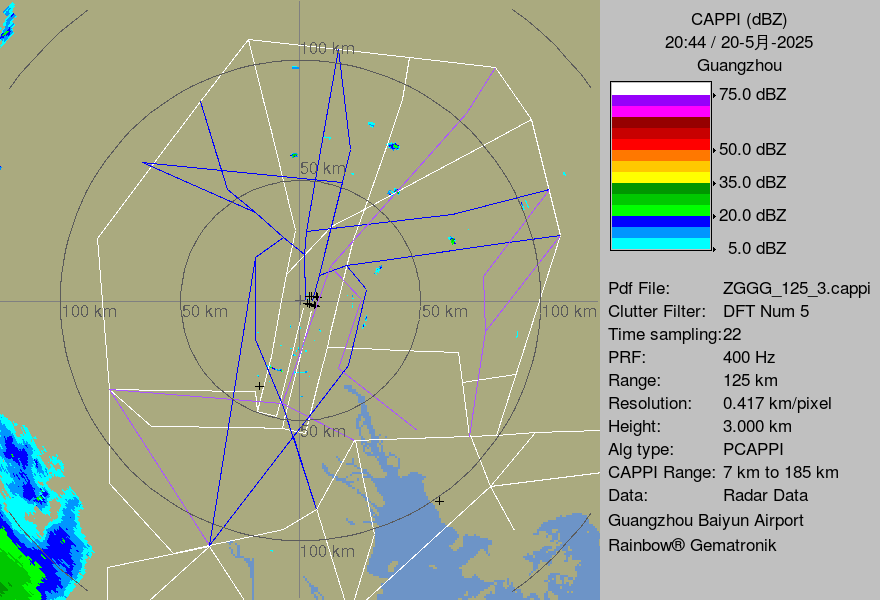 CAPPI (dBZ)
20:44 / 20-5月-2025
Guangzhou
75.0 dBZ
50.0 dBZ
35.0 dBZ
20.0 dBZ
5.0 dBZ
Pdf File: ZGGG_125_3.cappi
Clutter Filter: DFT Num 5
Time sampling:22
PRF: 400 Hz
Range: 125 km
Resolution: 0.417 km/pixel
Height: 3.000 km
Alg type: PCAPPI
CAPPI Range: 7 km to 185 km
Data: Radar Data
Guangzhou Baiyun Airport
Rainbow® Gematronik
100 km
50 km
100 km
50 km
50 km
100 km
50 km
100 km